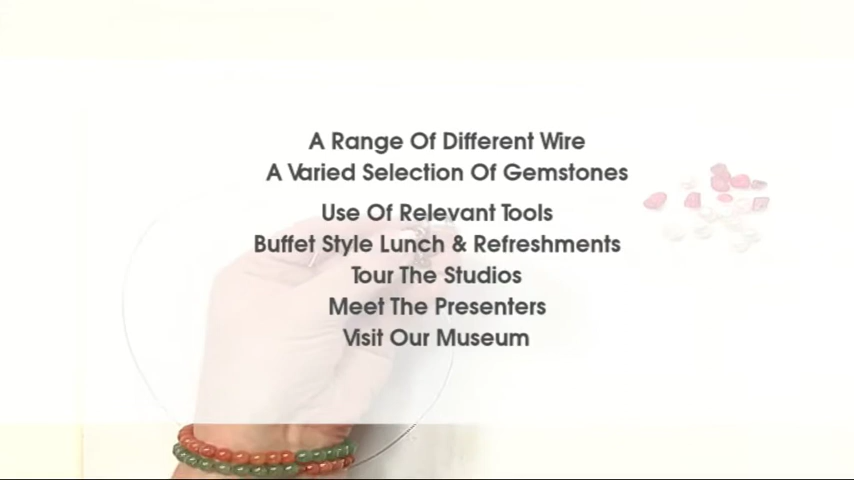 A Range Of Different Wire
A Varied Selection Of Gemstones
Use Of Relevant Tools
Buffet Style Lunch & Refreshments
Tour The Studios
Meet The Presenters
Visit Our Museum